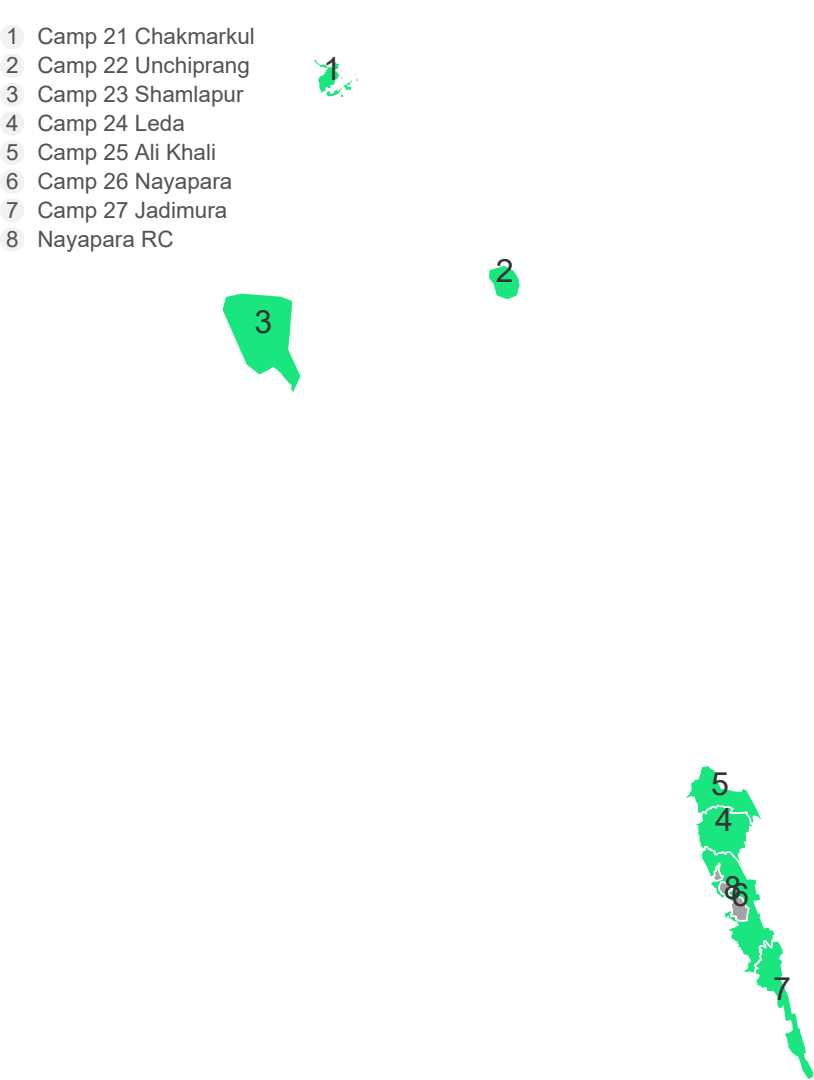 1 Camp 21 Chakmarkul
2 Camp 22 Unchiprang
3 Camp 23 Shamlapur
4 Camp 24 Leda
5 Camp 25 Ali Khali
6 Camp 26 Nayapara
7 Camp 27 Jadimura
8 Nayapara RC
1
2
3
5
4
8
6
7